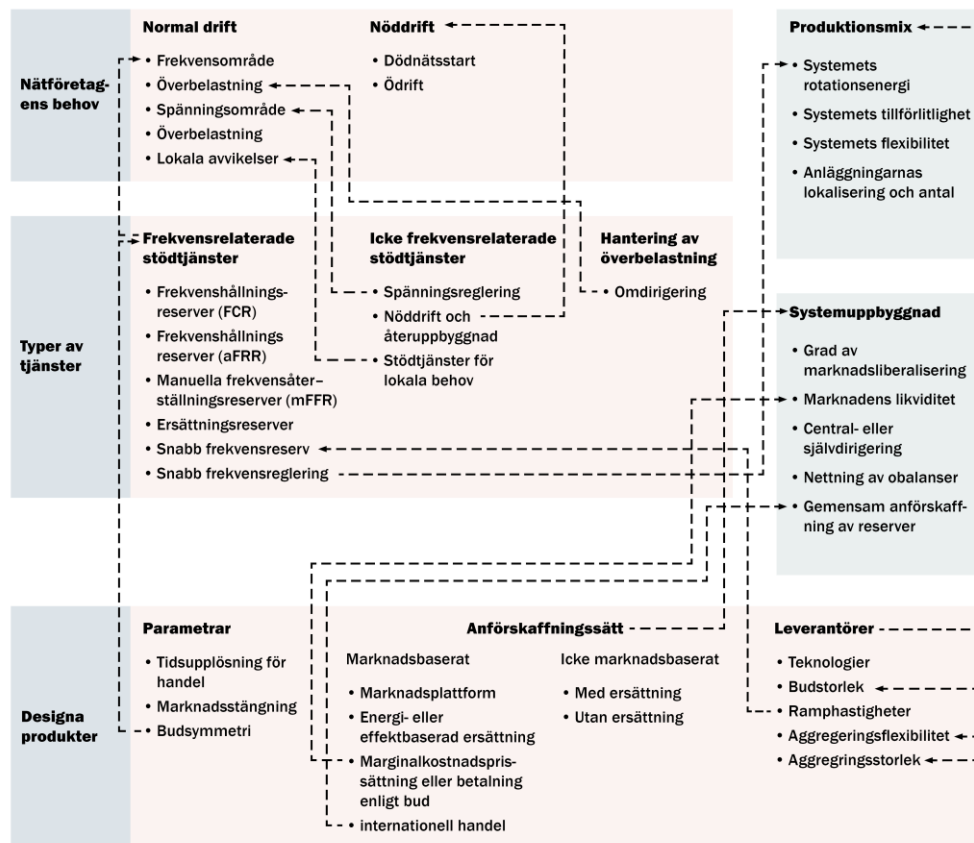 Nätföretag-
ens behov
Normal drift
• Frekvensområde
• Överbelastning
• Spänningsområde
• Överbelastning
• Lokala avvikelser
Nöddrift
• Dödnätsstart
• Ödrift
Produktionsmix
• Systemets
rotationsenergi
• Systemets tillförlitlighet
• Systemets flexibilitet
• Anläggningarnas
lokalisering och antal
Typer av
tjänster
Frekvensrelaterade
stödtjänster
• Frekvenshållnings-
reserver (FCR)
• Frekvenshållnings
reserver (aFRR)
• Manuella frekvensåter–
ställningsreserver (mFFR)
• Ersättningsreserver
• Snabb frekvensreserv
• Snabb frekvensreglering
Icke frekvensrelaterade
stödtjänster
• Spänningsreglering
• Nöddrift och
återuppbyggnad
• Stödtjänster för
lokala behov
Hantering av
överbelastning
• Omdirigering
Systemuppbyggnad
• Grad av
marknadsliberalisering
• Marknadens likviditet
• Central- eller
självdirigering
• Nettning av obalanser
• Gemensam anförskaff-
ning av reserver
Designa
produkter
Parametrar
• Tidsupplösning för
handel
• Marknadsstängning
• Budsymmetri
Anförskaffningssätt
Marknadsbaserat
• Marknadsplattform
• Energi- eller
effektbaserad ersättning
• Marginalkostnadspris-
sättning eller betalning
enligt bud
• internationell handel
Icke marknadsbaserat
• Med ersättning
• Utan ersättning
Leverantörer
• Teknologier
• Budstorlek
• Ramphastigheter
• Aggregeringsflexibilitet
• Aggregringsstorlek